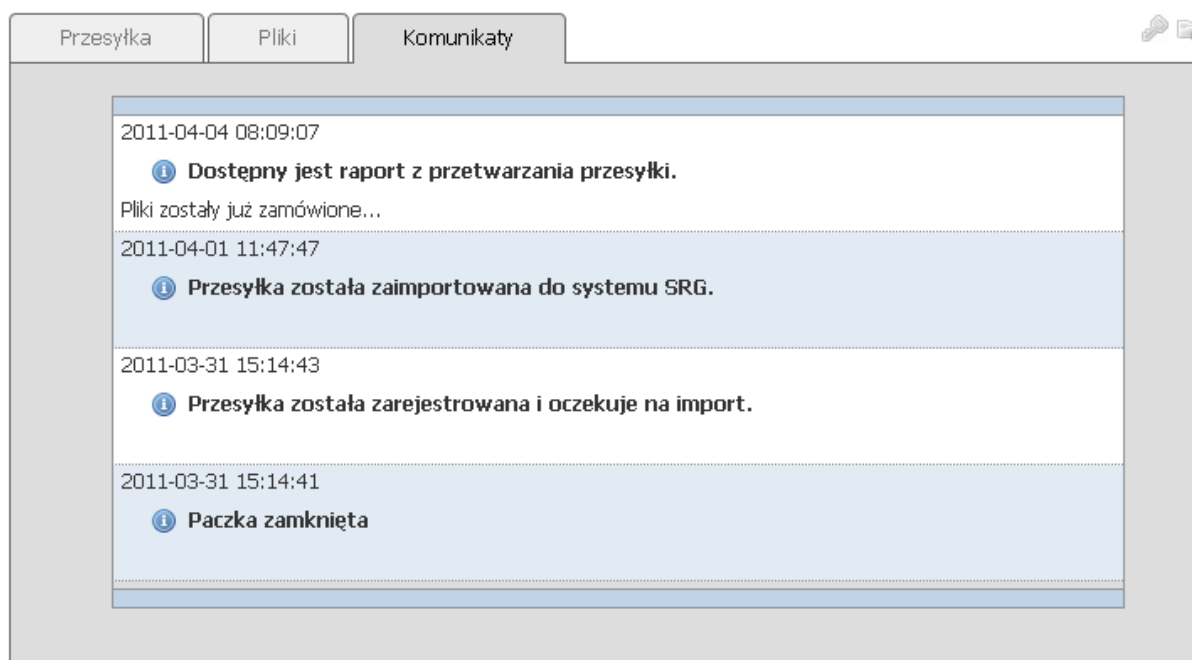 Przesyłka Pliki Komunikaty
2011-04-04 08:09:07
Dostępny jest raport z przetwarzania przesyłki.
Pliki zostały już zamówione...
2011-04-01 11:47:47
Przesyłka została zaimportowana do systemu SRG.
2011-03-31 15:14:43
Przesyłka została zarejestrowana i oczekuje na import.
2011-03-31 15:14:41
Paczka zamknięta